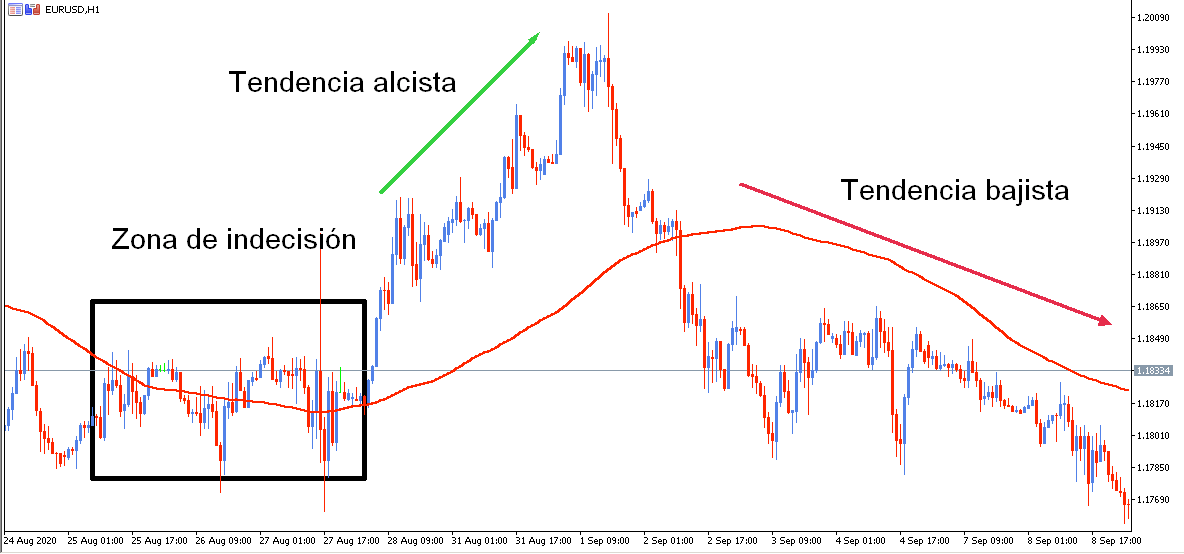 EURUSD,H1
Tendencia alcista
Zona de indecisión
Tendencia bajista
1.20090
1.19930
1.19770
1.19610
1.19450
1.19290
1.19130
1.18970
1.18810
1.18650
1.18490
1.18334
1.18170
1.18010
1.17850
1.17690
24 Aug 2020
25 Aug 01:00
25 Aug 17:00
26 Aug 09:00
27 Aug 01:00
27 Aug 17:00
28 Aug 09:00
31 Aug 01:00
31 Aug 17:00
1 Sep 09:00
2 Sep 01:00
2 Sep 17:00
3 Sep 09:00
4 Sep 01:00
4 Sep 17:00
7 Sep 09:00
8 Sep 01:00
8 Sep 17:00